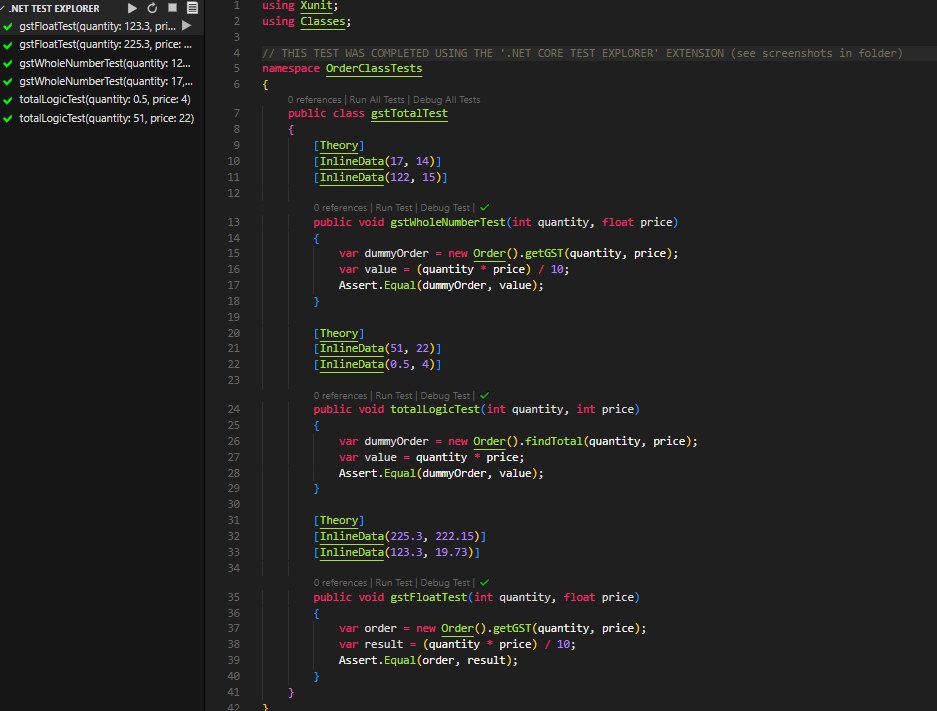 .NET TEST EXPLORER
gstFloatTest(quantity: 123.3, pri...
gstFloatTest(quantity: 225.3, price: ...
gstWholeNumberTest(quantity: 12...
gstWholeNumberTest(quantity: 17,...
totalLogicTest(quantity: 0.5, price: 4)
totalLogicTest(quantity: 51, price: 22)
1 using Xunit;
2 using Classes;
3
4 // THIS TEST WAS COMPLETED USING THE '.NET CORE TEST EXPLORER' EXTENSION (see screenshots in folder)
5 namespace OrderClassTests
6 {
0 references | Run All Tests | Debug All Tests
7 public class gstTotalTest
8 {
9 [Theory]
10 [InlineData(17, 14)]
11 [InlineData(122, 15)]
12
0 references | Run Test | Debug Test | ✓
13 public void gstWholeNumberTest(int quantity, float price)
14 {
15 var dummyOrder = new Order().getGST(quantity, price);
16 var value = (quantity * price) / 10;
17 Assert.Equal(dummyOrder, value);
18 }
19
20 [Theory]
21 [InlineData(51, 22)]
22 [InlineData(0.5, 4)]
23
0 references | Run Test | Debug Test | ✓
24 public void totalLogicTest(int quantity, int price)
25 {
26 var dummyOrder = new Order().findTotal(quantity, price);
27 var value = quantity * price;
28 Assert.Equal(dummyOrder, value);
29 }
30
31 [Theory]
32 [InlineData(225.3, 222.15)]
33 [InlineData(123.3, 19.73)]
34
0 references | Run Test | Debug Test | ✓
35 public void gstFloatTest(int quantity, float price)
36 {
37 var order = new Order().getGST(quantity, price);
38 var result = (quantity * price) / 10;
39 Assert.Equal(order, result);
40 }
41 }
42 }